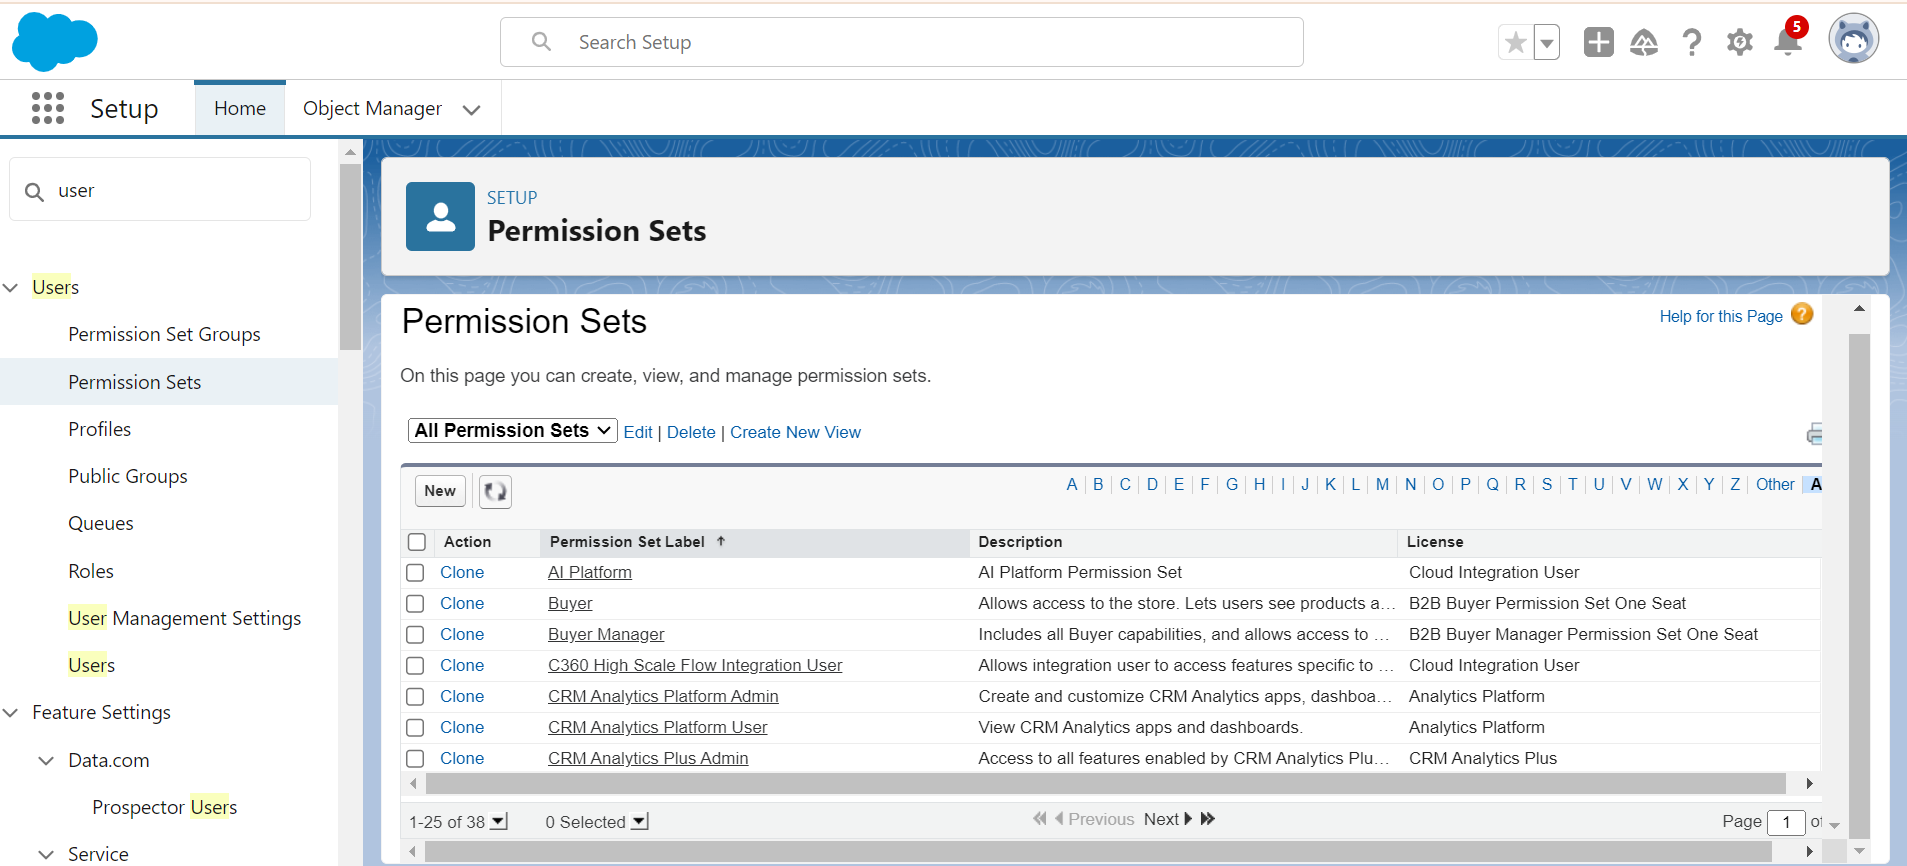 Search Setup
5
Setup
Home
Object Manager
user
Users
Permission Set Groups
Permission Sets
Profiles
Public Groups
Queues
Roles
User Management Settings
Users
Feature Settings
Data.com
Prospector Users
Service
SETUP
Permission Sets
Permission Sets
Help for this Page ?
On this page you can create, view, and manage permission sets.
All Permission Sets Edit | Delete | Create New View
New
A B C D E F G H I J K L M N O P Q R S T U V W X Y Z Other A
Action Permission Set Label ↑ Description License
Clone AI Platform AI Platform Permission Set Cloud Integration User
Clone Buyer Allows access to the store. Lets users see products a... B2B Buyer Permission Set One Seat
Clone Buyer Manager Includes all Buyer capabilities, and allows access to ... B2B Buyer Manager Permission Set One Seat
Clone C360 High Scale Flow Integration User Allows integration user to access features specific to ... Cloud Integration User
Clone CRM Analytics Platform Admin Create and customize CRM Analytics apps, dashboa... Analytics Platform
Clone CRM Analytics Platform User View CRM Analytics apps and dashboards. Analytics Platform
Clone CRM Analytics Plus Admin Access to all features enabled by CRM Analytics Plu... CRM Analytics Plus
1-25 of 38 0 Selected Previous Next Page 1 of